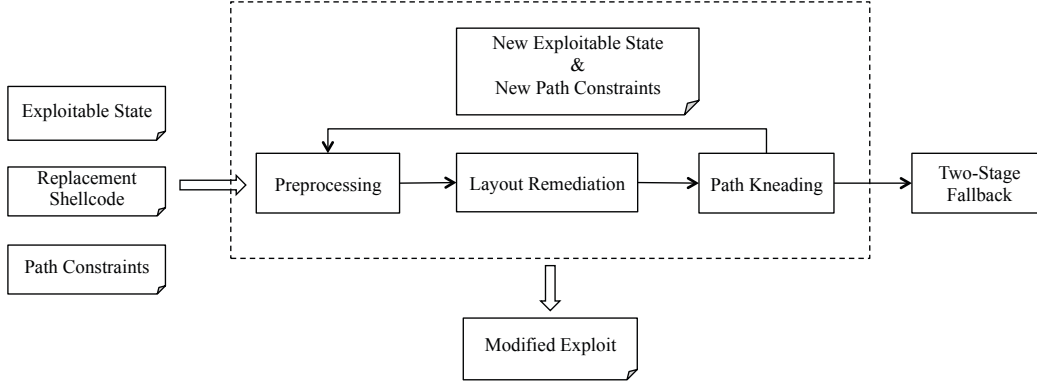 New Exploitable State
&
New Path Constraints
Exploitable State
Replacement
Shellcode
Path Constraints
Preprocessing
Layout Remediation
Path Kneading
Two-Stage
Fallback
Modified Exploit